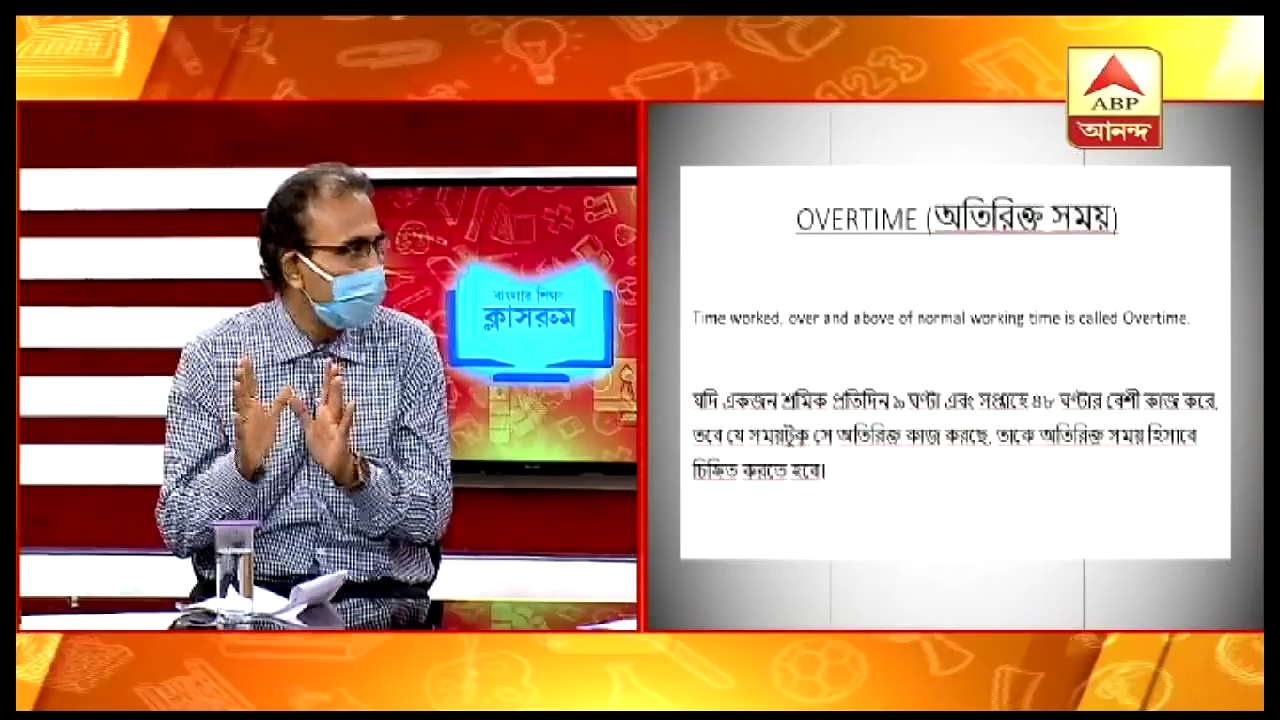 ABP
আনন্দ
OVERTIME (অতিরিক্ত সময়)
বাংলার শিক্ষা
ক্লাসরুম
Time worked, over and above of normal working time is called Overtime.
যদি একজন শ্রমিক প্রতিদিন ৯ ঘণ্টা এবং সপ্তাহে ৪৮ ঘণ্টার বেশী কাজ করে,
তবে যে সময়টুকু সে অতিরিক্ত কাজ করছে, তাকে অতিরিক্ত সময় হিসাবে
চিহ্নিত করতে হবে।